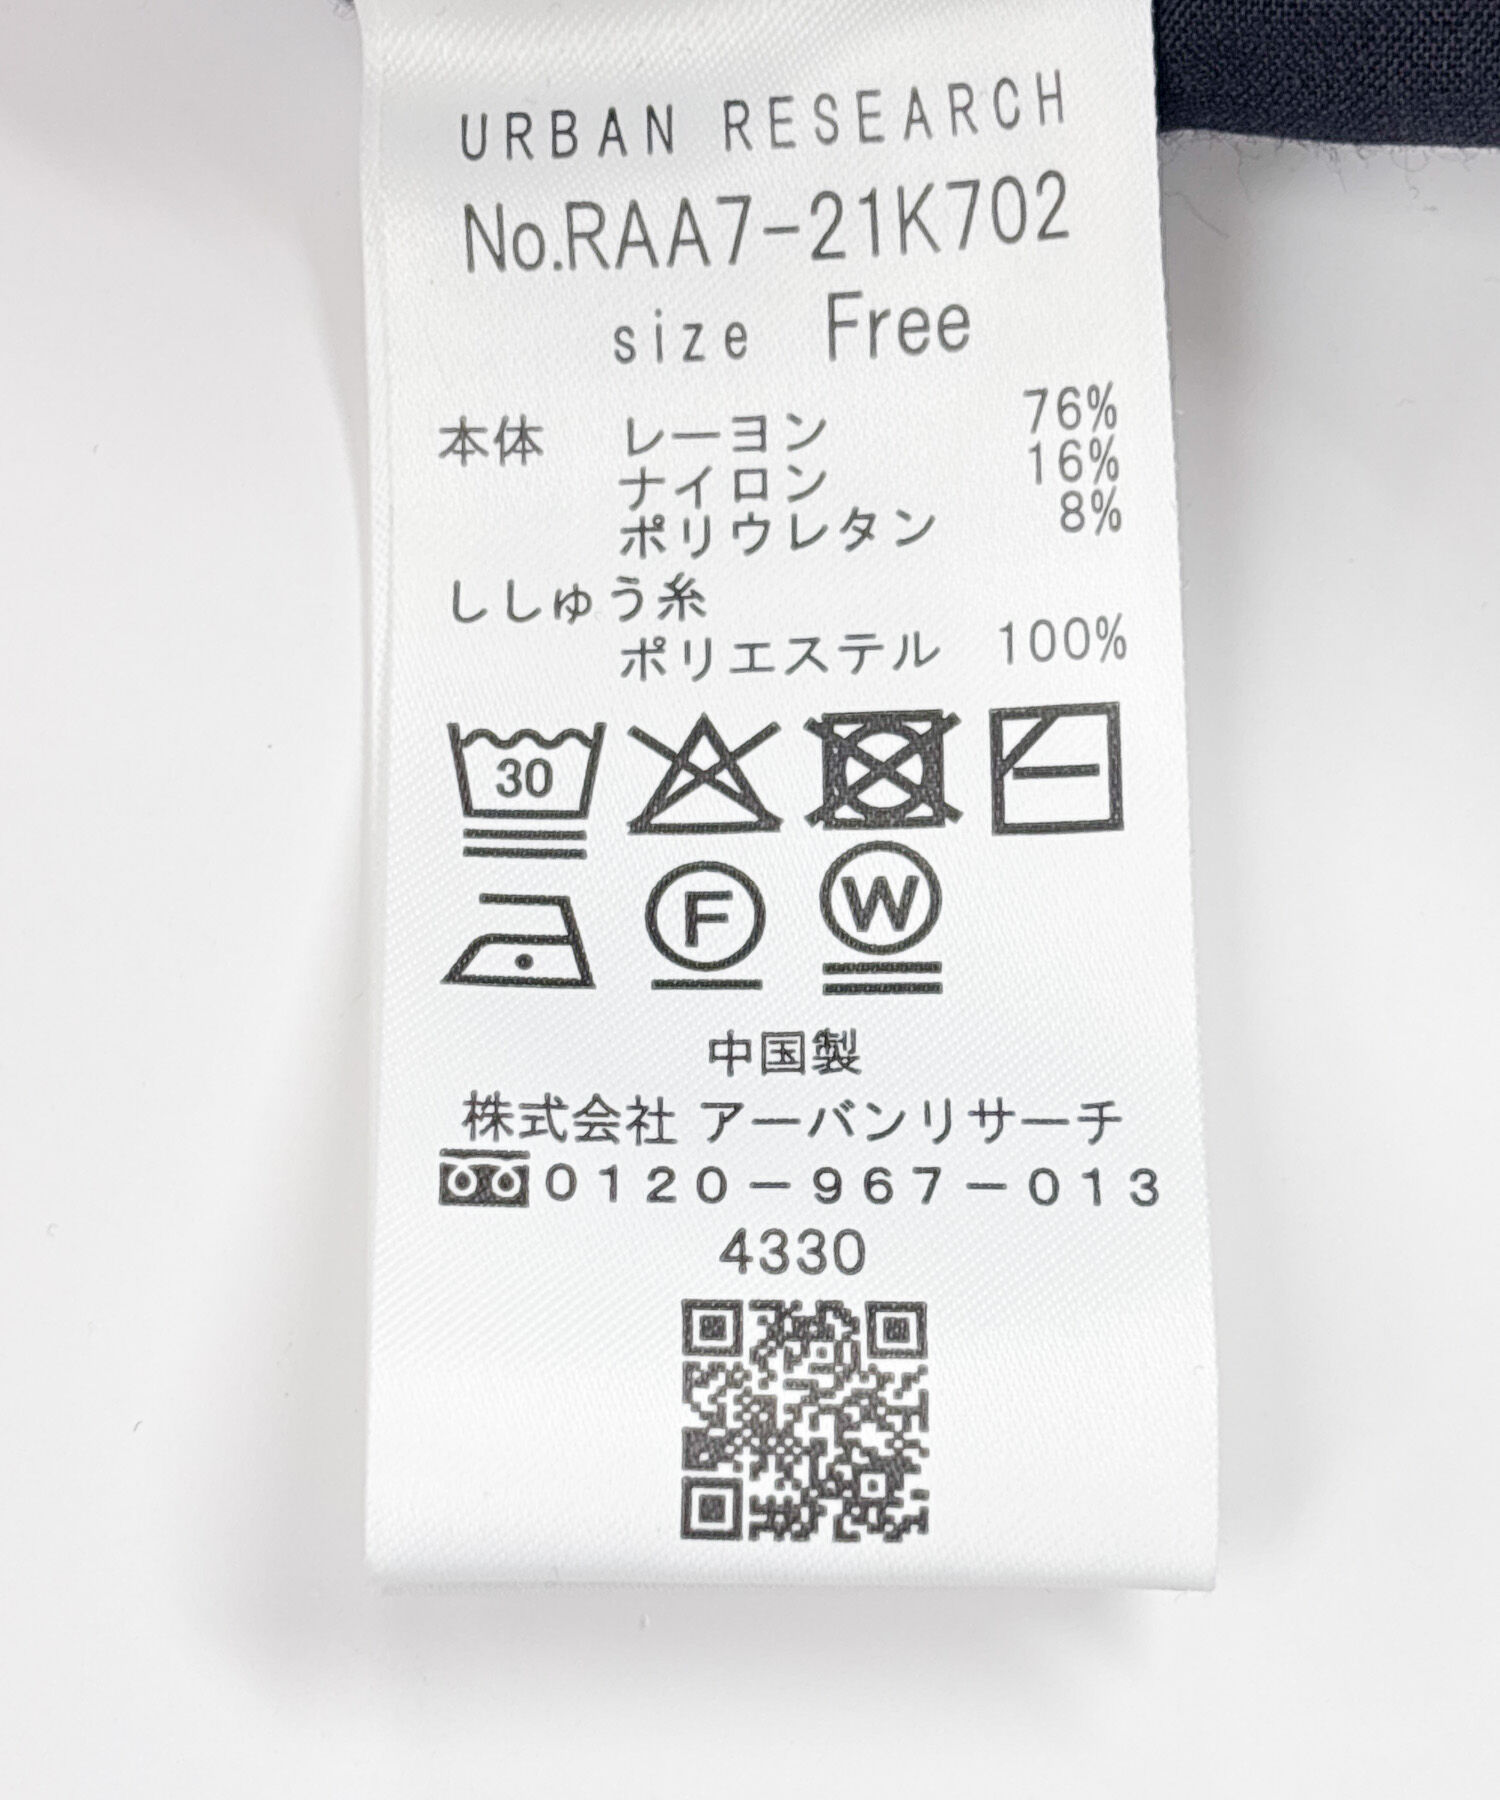 URBAN RESEARCH
No.RAA7-21K702
size Free
本体 レーヨン 76%
ナイロン 16%
ポリウレタン 8%
ししゅう糸
ポリエステル 100%
30
F W
中国製
株式会社 アーバンリサーチ
0120-967-013
4330